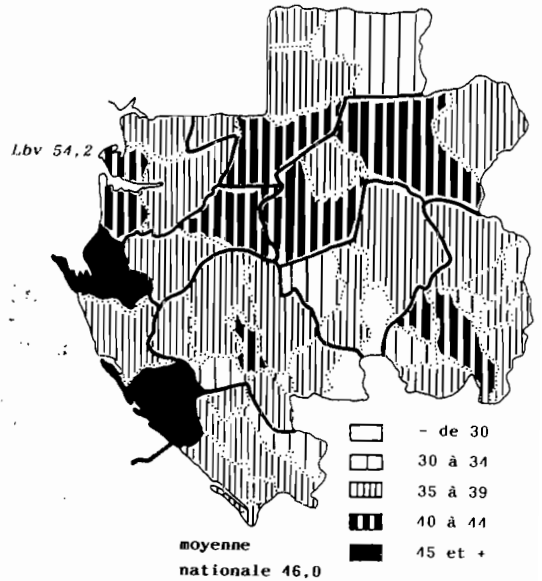 Lbv 54,2
- de 30
30 à 34
35 à 39
40 à 44
45 et +
moyenne
nationale 46,0